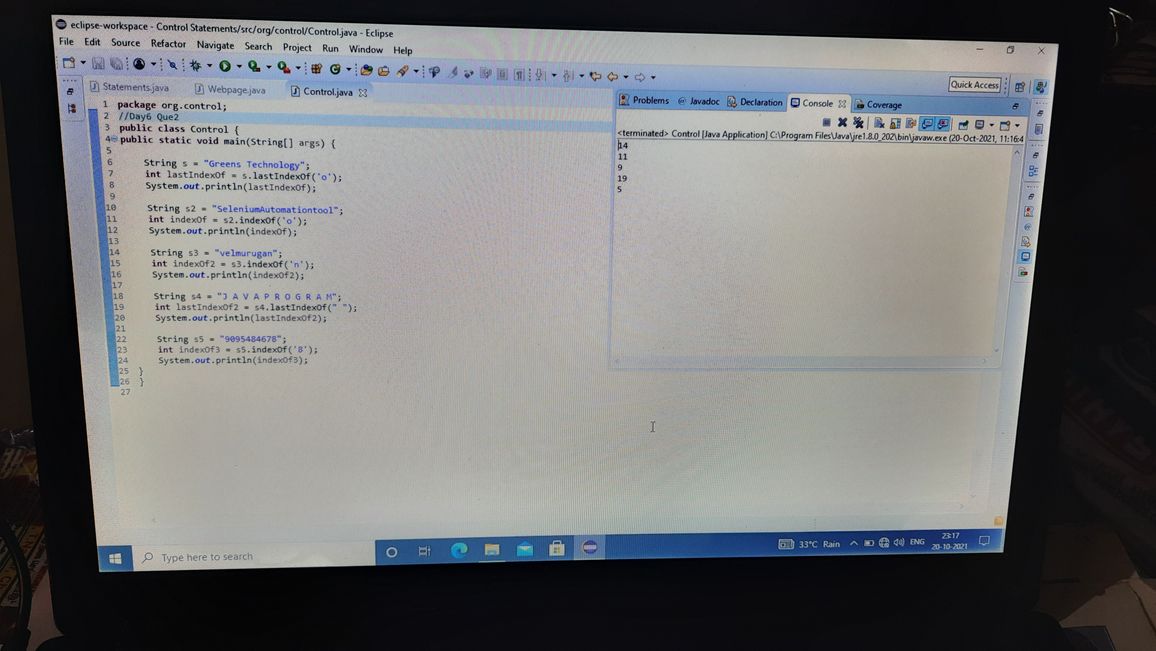 eclipse-workspace - Control Statements/src/org/control/Control.java - Eclipse
File Edit Source Refactor Navigate Search Project Run Window Help
Quick Access
Statements.java Webpage.java Control.java
1 package org.control;
2 //Day6 Que2
3 public class Control {
4 public static void main(String[] args) {
5
6 String s = "Greens Technology";
7 int lastIndexOf = s.lastIndexOf('o');
8 System.out.println(lastIndexOf);
9
10 String s2 = "SeleniumAutomationtool";
11 int indexOf = s2.indexOf('o');
12 System.out.println(indexOf);
13
14 String s3 = "velmurugan";
15 int indexOf2 = s3.indexOf('n');
16 System.out.println(indexOf2);
17
18 String s4 = "J A V A P R O G R A M";
19 int lastIndexOf2 = s4.lastIndexOf(" ");
20 System.out.println(lastIndexOf2);
21
22 String s5 = "9095484678";
23 int indexOf3 = s5.indexOf('8');
24 System.out.println(indexOf3);
25 }
26 }
27
Problems Javadoc Declaration Console Coverage
<terminated> Control [Java Application] C:\Program Files\Java\jre1.8.0_202\bin\javaw.exe (20-Oct-2021, 11:16:4
14
11
9
19
5
Type here to search
33°C Rain
ENG
23:17
20-10-2021